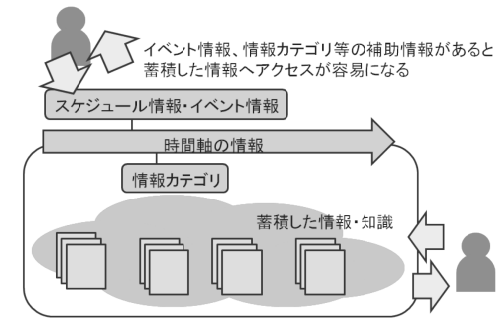 イベント情報、情報カテゴリ等の補助情報があると
蓄積した情報へアクセスが容易になる
スケジュール情報・イベント情報
時間軸の情報
情報カテゴリ
蓄積した情報・知識